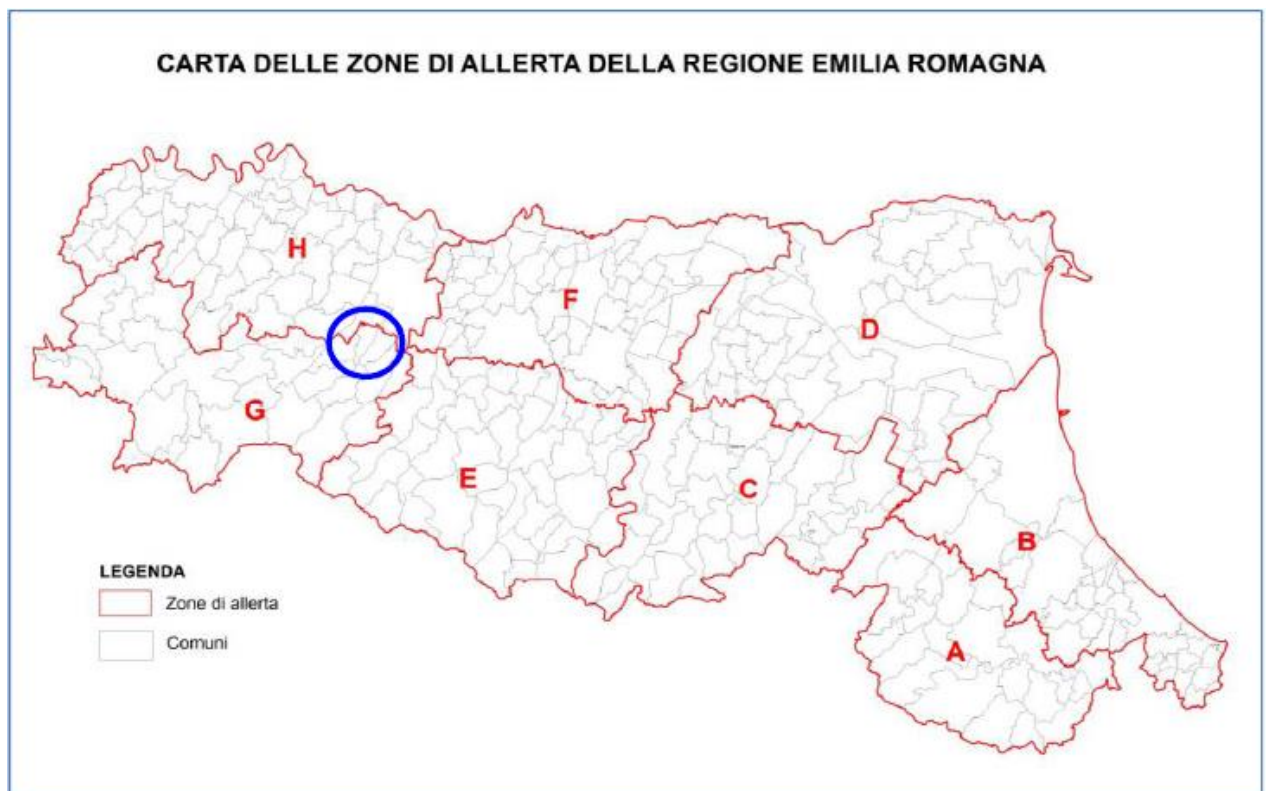 CARTA DELLE ZONE DI ALLERTA DELLA REGIONE EMILIA ROMAGNA
H
F
D
G
E
C
B
A
LEGENDA
Zone di allerta
Comuni